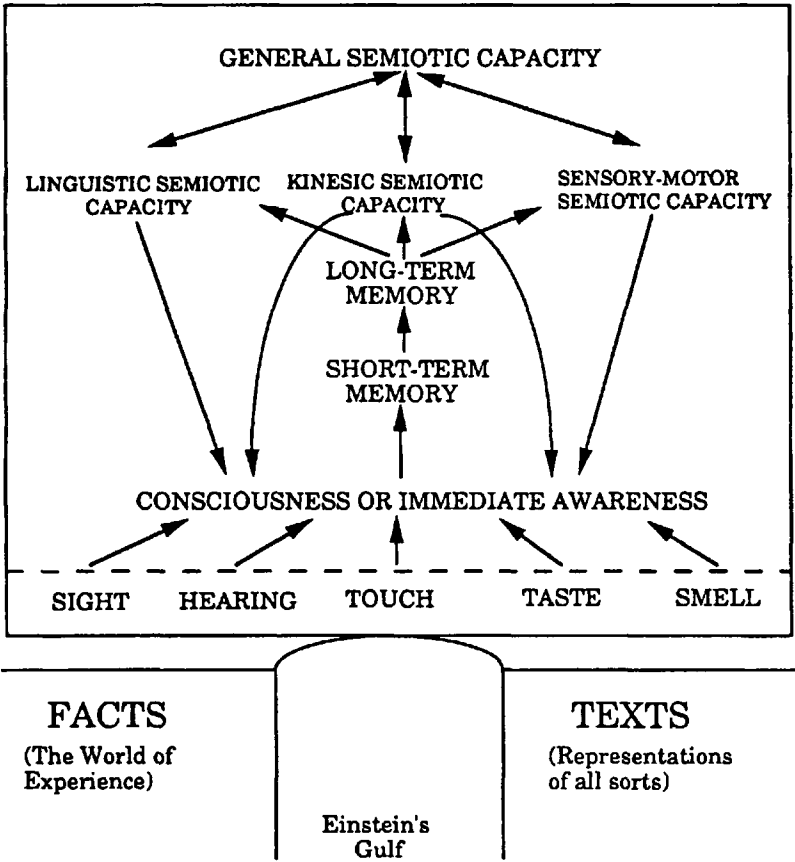 GENERAL SEMIOTIC CAPACITY
LINGUISTIC SEMIOTIC
CAPACITY
KINESIC SEMIOTIC
CAPACITY
SENSORY-MOTOR
SEMIOTIC CAPACITY
LONG-TERM
MEMORY
SHORT-TERM
MEMORY
CONSCIOUSNESS OR IMMEDIATE AWARENESS
SIGHT
HEARING
TOUCH
TASTE
SMELL
FACTS
(The World of
Experience)
TEXTS
(Representations
of all sorts)
Einstein's
Gulf